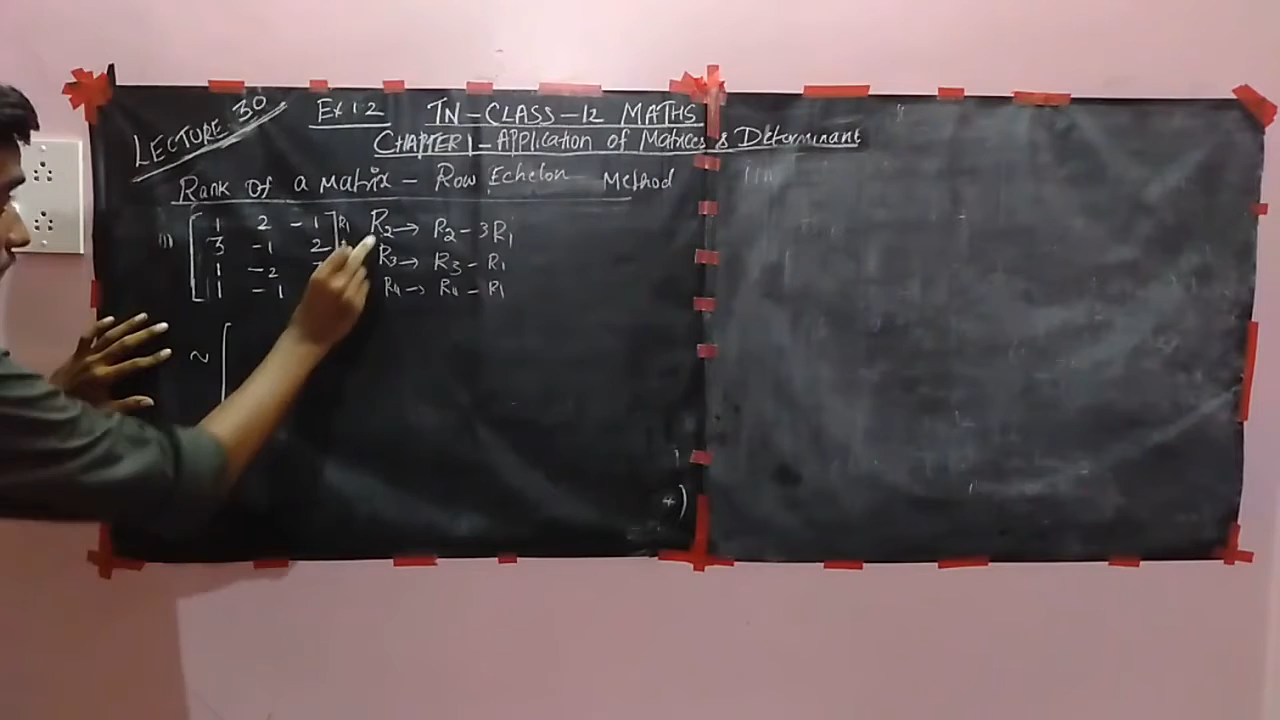 LECTURE 30
Ex 1.2 TN-CLASS-12 MATHS
CHAPTER 1 - Application of Matrices & Determinant
Rank of a Matrix - Row Echelon Method
1 2 -1 R1 R2 → R2 - 3R1
3 -1 2 R3 → R3 - R1
1 -2 R4 → R4 - R1
1 -1
~ [